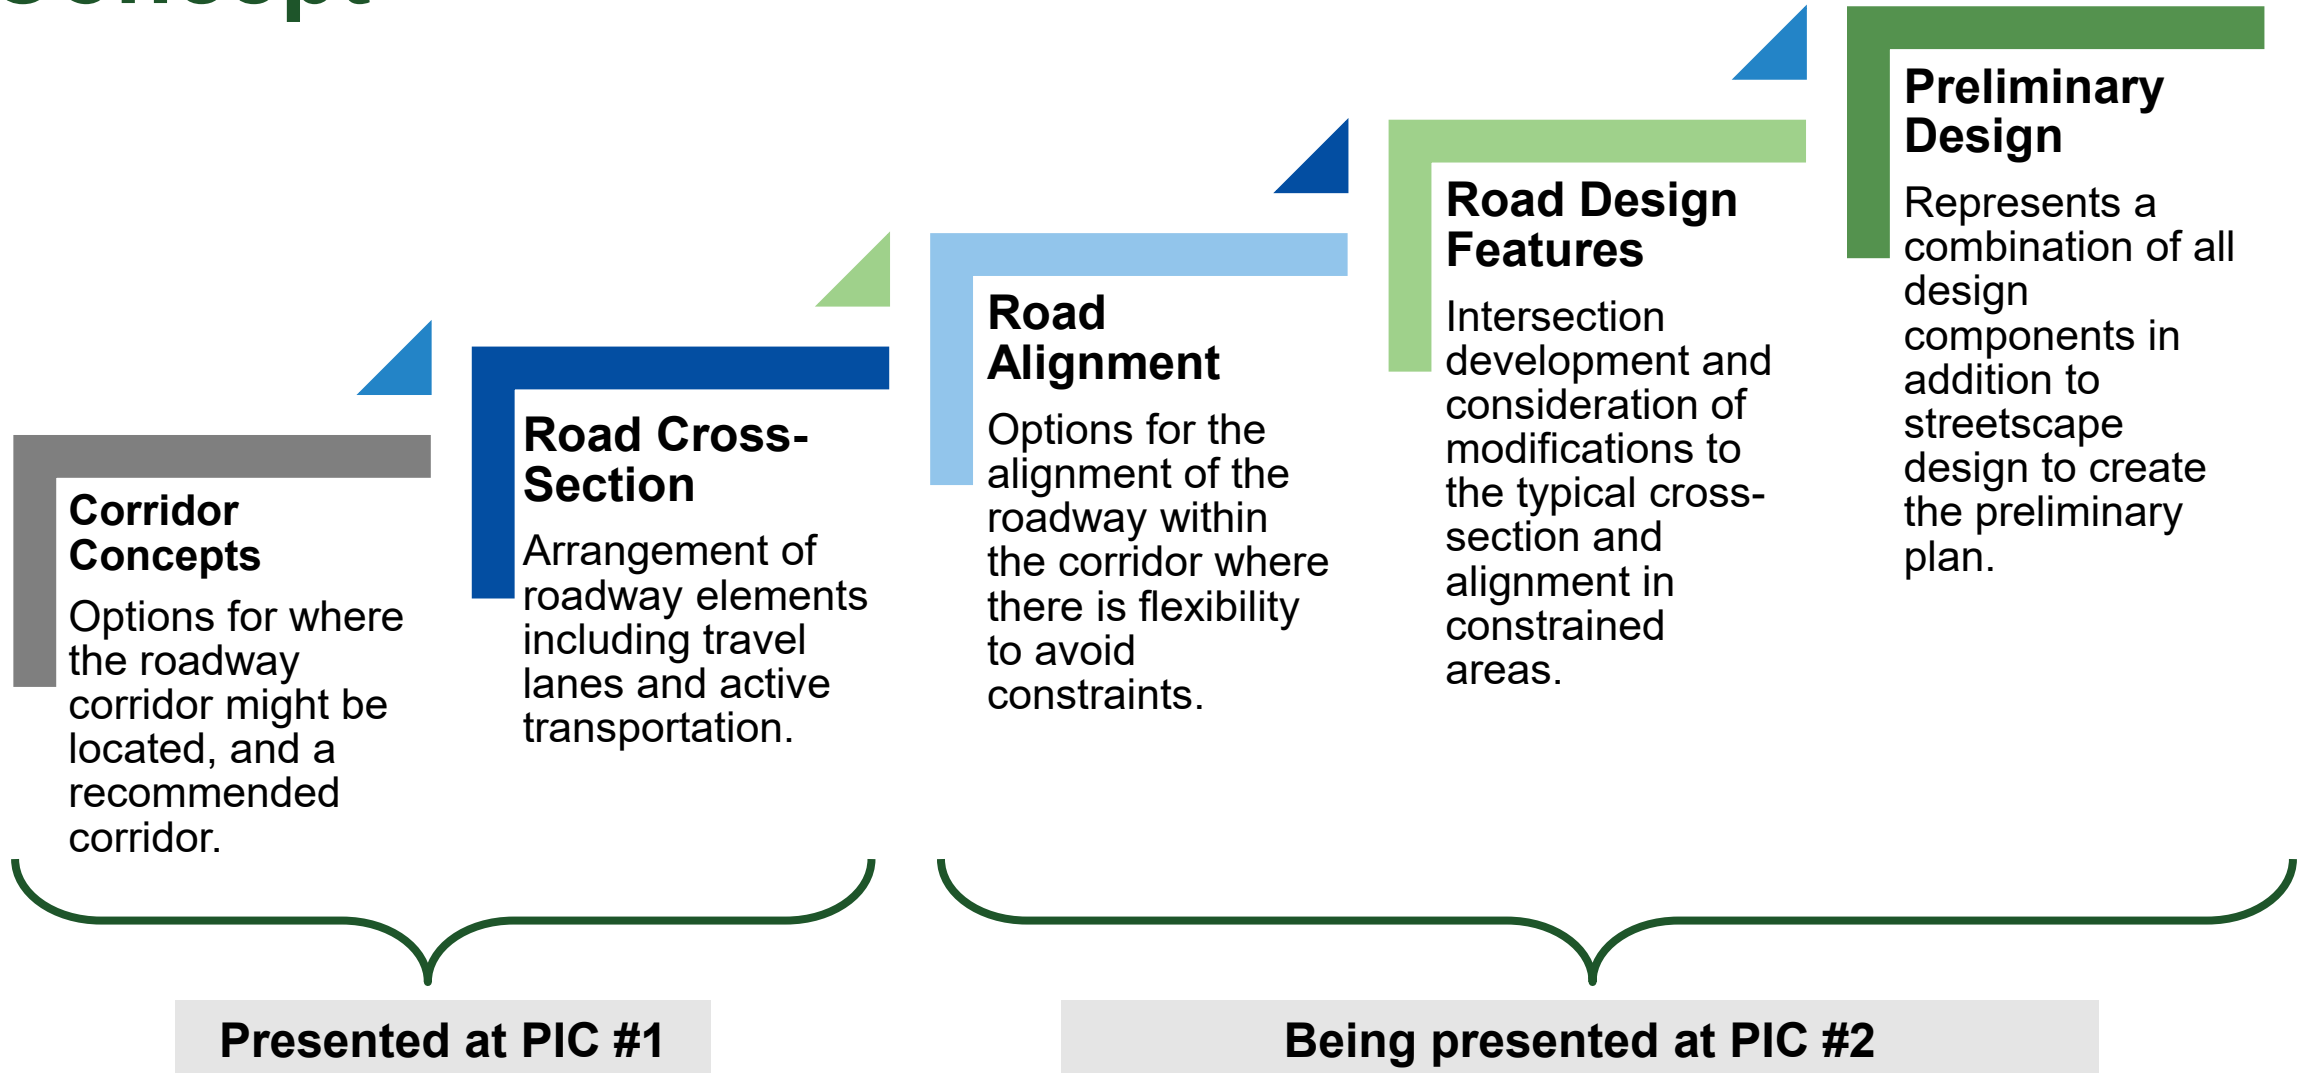 Corridor
Concepts
Options for where
the roadway
corridor might be
located, and a
recommended
corridor.
Road Cross-
Section
Arrangement of
roadway elements
including travel
lanes and active
transportation.
Road
Alignment
Options for the
alignment of the
roadway within
the corridor where
there is flexibility
to avoid
constraints.
Road Design
Features
Intersection
development and
consideration of
modifications to
the typical cross-
section and
alignment in
constrained
areas.
Preliminary
Design
Represents a
combination of all
design
components in
addition to
streetscape
design to create
the preliminary
plan.
Presented at PIC #1
Being presented at PIC #2